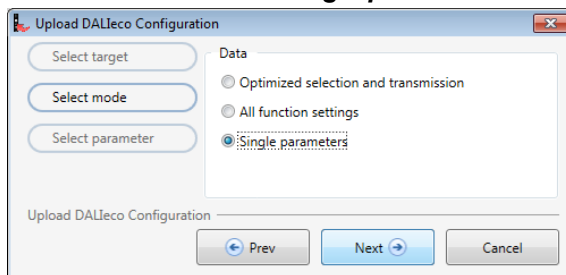 Upload DALIeco Configuration
Select target
Data
Optimized selection and transmission
Select mode
All function settings
Select parameter
Single parameters
Upload DALIeco Configuration
Prev
Next
Cancel